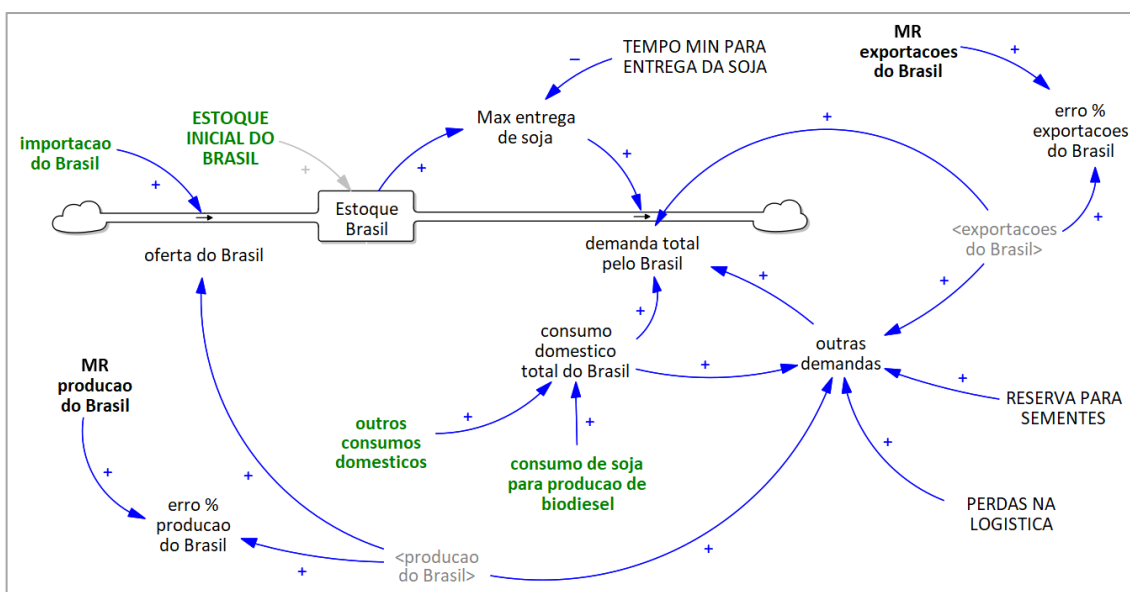 TEMPO MIN PARA
ENTREGA DA SOJA
MR
exportacoes
do Brasil
+
–
ESTOQUE
INICIAL DO
BRASIL
importacao
do Brasil
Max entrega
de soja
erro %
exportacoes
do Brasil
+
+
+
+
+
+
Estoque
Brasil
+
oferta do Brasil
demanda total
pelo Brasil
<exportacoes
do Brasil>
+
+
+
consumo
domestico
total do Brasil
outras
demandas
MR
producao
do Brasil
+
+
RESERVA PARA
SEMENTES
outros
consumos
domesticos
+
+
+
consumo de soja
para producao de
biodiesel
+
+
erro %
producao
do Brasil
PERDAS NA
LOGISTICA
<producao
do Brasil>
+
+